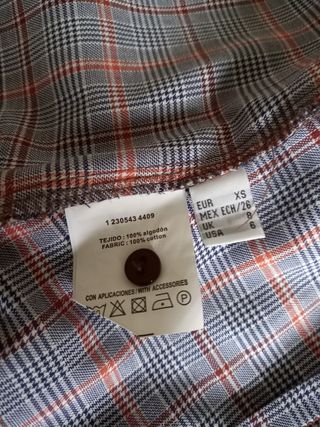 1 230543 4409
TEJIDO: 100% algodón
FABRIC: 100% cotton
CON APLICACIONES/WITH ACCESSORIES
P
EUR XS
MEX ECH/26
UK 8
USA 6